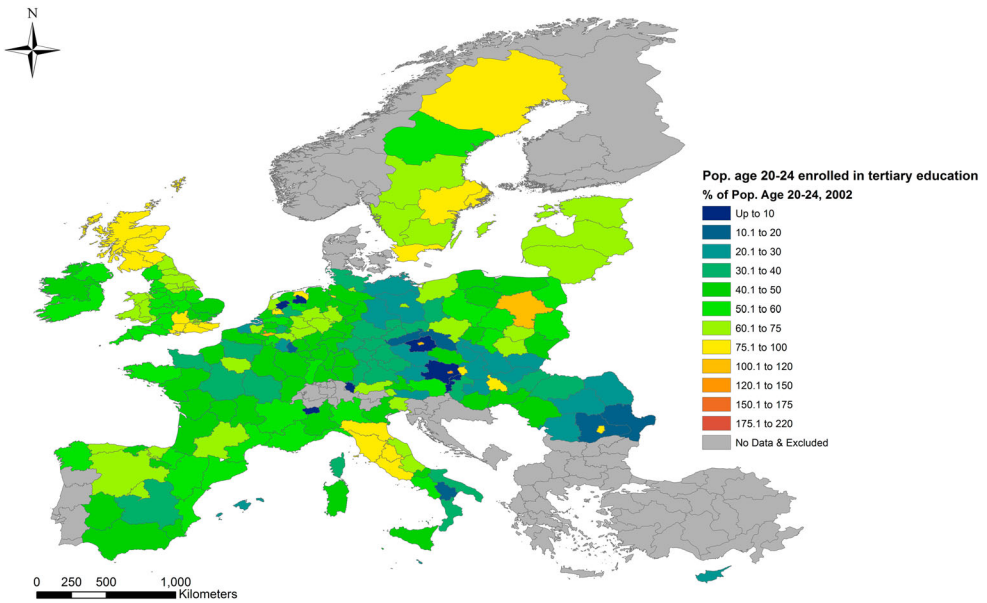 N
Pop. age 20-24 enrolled in tertiary education
% of Pop. Age 20-24, 2002
Up to 10
10.1 to 20
20.1 to 30
30.1 to 40
40.1 to 50
50.1 to 60
60.1 to 75
75.1 to 100
100.1 to 120
120.1 to 150
150.1 to 175
175.1 to 220
No Data & Excluded
0 250 500 1,000
Kilometers